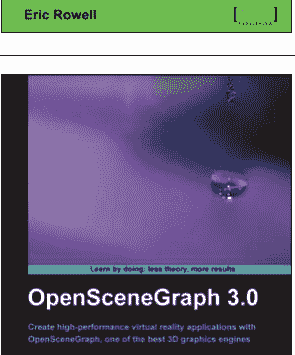 Eric Rowell
Learn by doing: less theory, more results
OpenSceneGraph 3.0
Create high-performance virtual reality applications with
OpenSceneGraph, one of the best 3D graphics engines